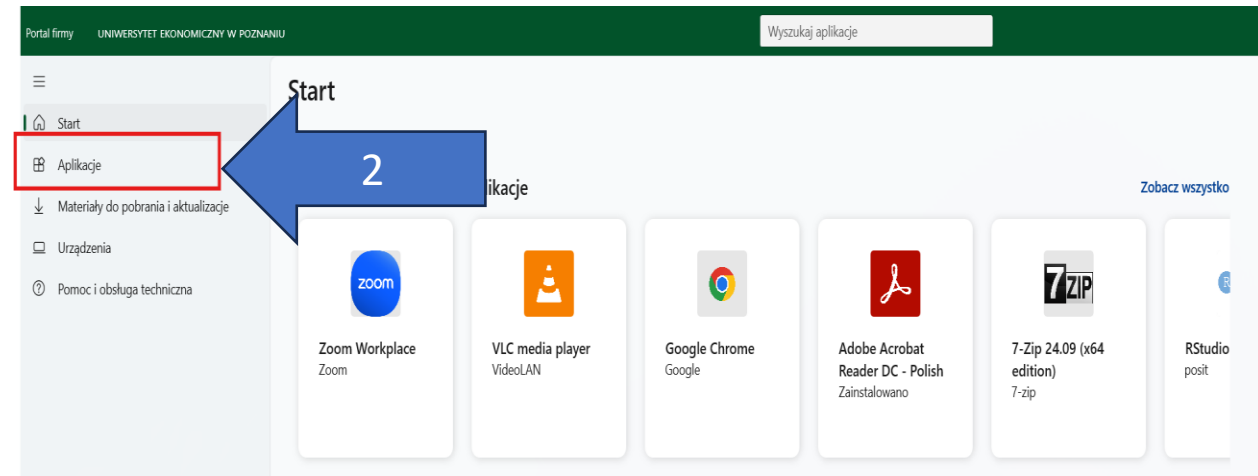 Portal firmy UNIWERSYTET EKONOMICZNY W POZNANIU
Wyszukaj aplikacje
Start
Aplikacje
Materiały do pobrania i aktualizacje
Urządzenia
Pomoc i obsługa techniczna
Start
2
ikacje
Zobacz wszystko
zoom
Zoom Workplace
Zoom
VLC media player
VideoLAN
Google Chrome
Google
Adobe Acrobat
Reader DC - Polish
Zainstalowano
7ZIP
7-Zip 24.09 (x64
edition)
7-zip
RStudio
posit